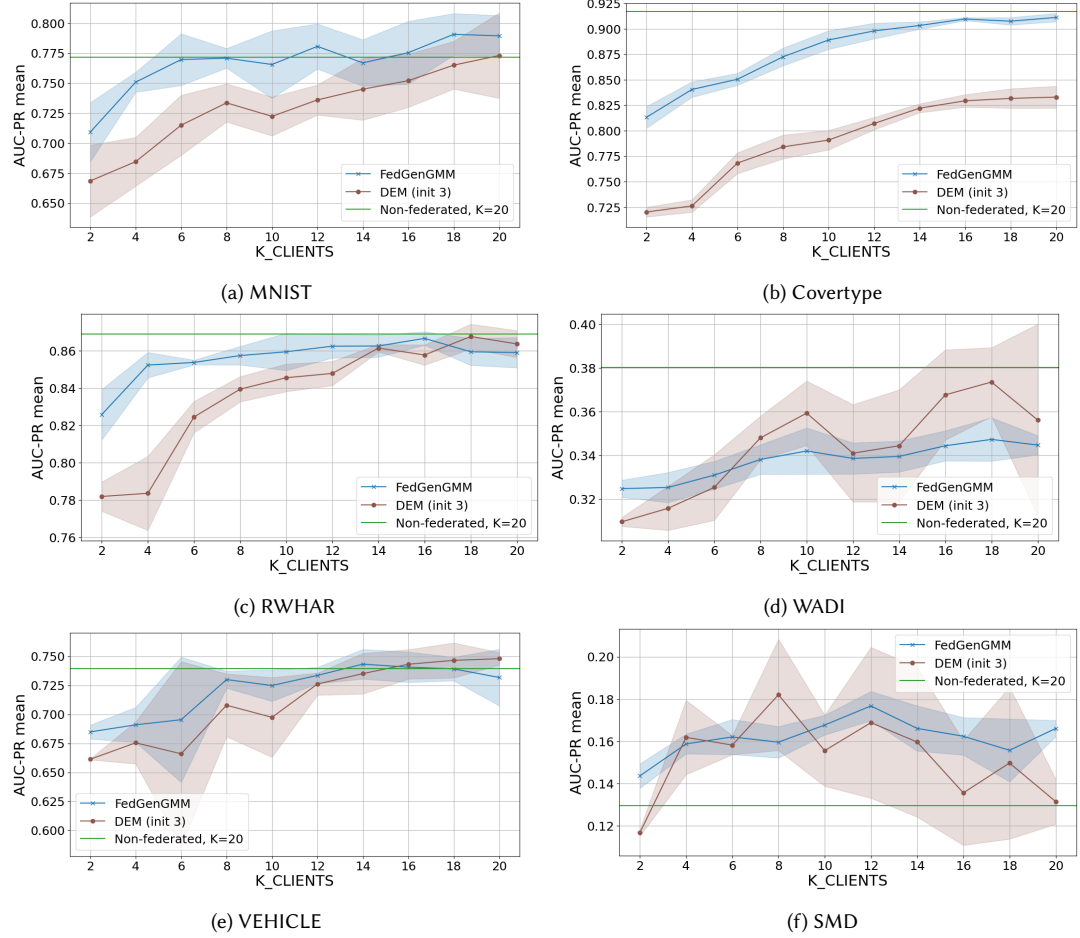 0.800
0.775
0.750
0.725
0.700
0.675
0.650
AUC-PR mean
FedGenGMM
DEM (init 3)
Non-federated, K=20
2 4 6 8 10 12 14 16 18 20
K_CLIENTS
(a) MNIST
0.925
0.900
0.875
0.850
0.825
0.800
0.775
0.750
0.725
AUC-PR mean
FedGenGMM
DEM (init 3)
Non-federated, K=20
2 4 6 8 10 12 14 16 18 20
K_CLIENTS
(b) Covertype
0.86
0.84
0.82
0.80
0.78
0.76
AUC-PR mean
FedGenGMM
DEM (init 3)
Non-federated, K=20
2 4 6 8 10 12 14 16 18 20
K_CLIENTS
(c) RWHAR
0.40
0.38
0.36
0.34
0.32
AUC-PR mean
FedGenGMM
DEM (init 3)
Non-federated, K=20
2 4 6 8 10 12 14 16 18 20
K_CLIENTS
(d) WADI
0.750
0.725
0.700
0.675
0.650
0.625
0.600
AUC-PR mean
FedGenGMM
DEM (init 3)
Non-federated, K=20
2 4 6 8 10 12 14 16 18 20
K_CLIENTS
(e) VEHICLE
0.20
0.18
0.16
0.14
0.12
AUC-PR mean
FedGenGMM
DEM (init 3)
Non-federated, K=20
2 4 6 8 10 12 14 16 18 20
K_CLIENTS
(f) SMD